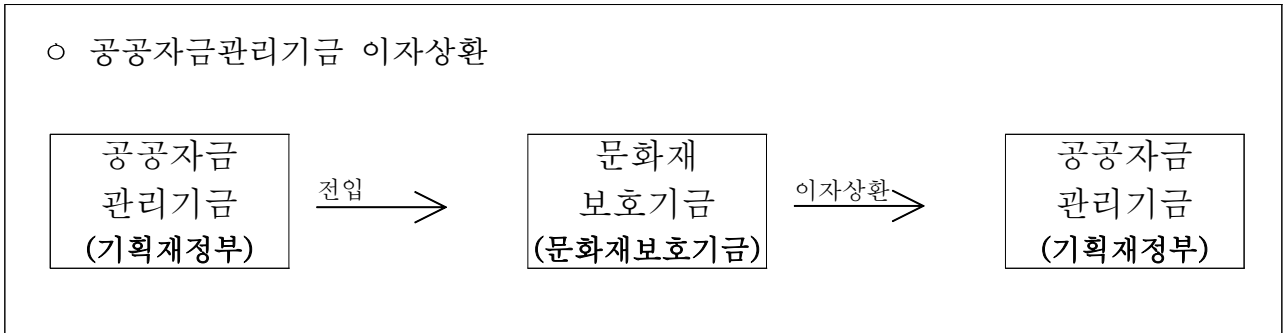 ○ 공공자금관리기금 이자상환
공공자금
관리기금
(기획재정부)
전입
문화재
보호기금
(문화재보호기금)
이자상환
공공자금
관리기금
(기획재정부)